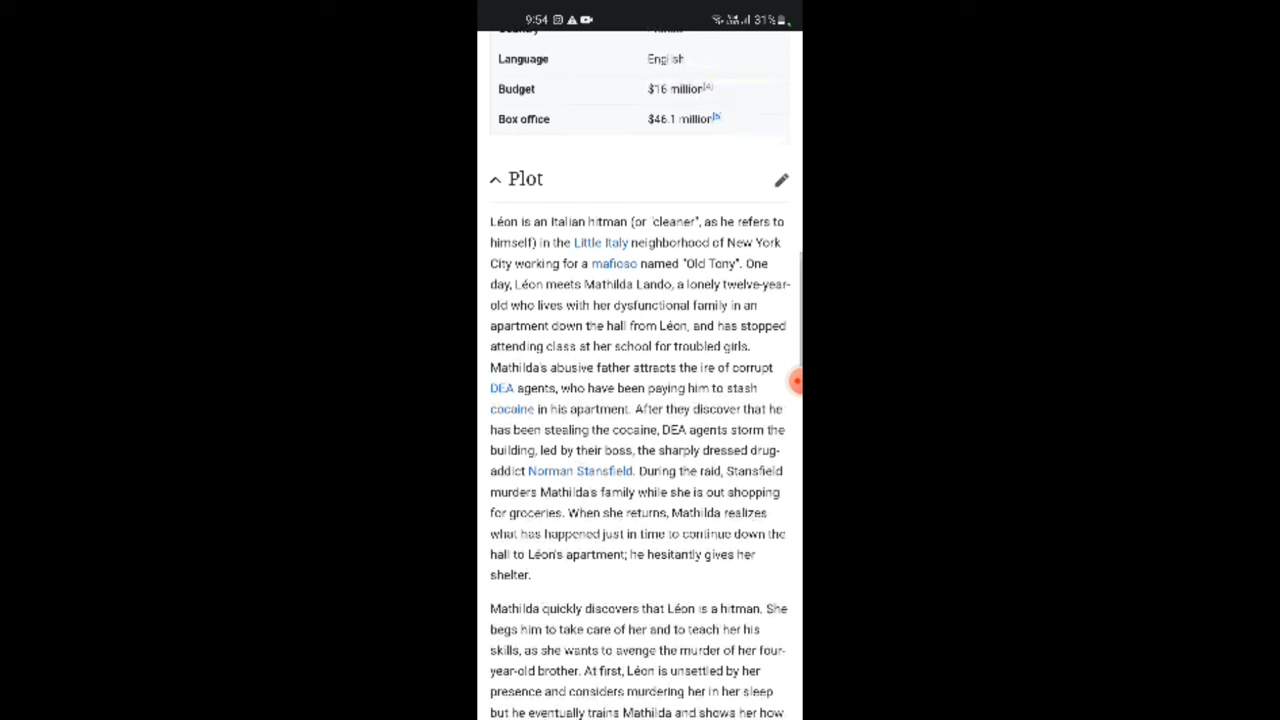 9:54 31%
Country
Language English
Budget $16 million[4]
Box office $46.1 million[5]
Plot
Léon is an Italian hitman (or "cleaner", as he refers to
himself) in the Little Italy neighborhood of New York
City working for a mafioso named "Old Tony". One
day, Léon meets Mathilda Lando, a lonely twelve-year-
old who lives with her dysfunctional family in an
apartment down the hall from Léon, and has stopped
attending class at her school for troubled girls.
Mathilda's abusive father attracts the ire of corrupt
DEA agents, who have been paying him to stash
cocaine in his apartment. After they discover that he
has been stealing the cocaine, DEA agents storm the
building, led by their boss, the sharply dressed drug-
addict Norman Stansfield. During the raid, Stansfield
murders Mathilda's family while she is out shopping
for groceries. When she returns, Mathilda realizes
what has happened just in time to continue down the
hall to Léon's apartment; he hesitantly gives her
shelter.
Mathilda quickly discovers that Léon is a hitman. She
begs him to take care of her and to teach her his
skills, as she wants to avenge the murder of her four-
year-old brother. At first, Léon is unsettled by her
presence and considers murdering her in her sleep
but he eventually trains Mathilda and shows her how